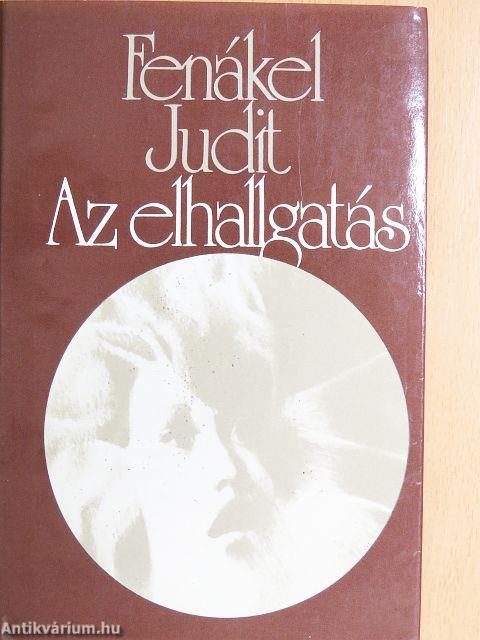 Fenákel
Judit
Az elhallgatás
Antikvárium.hu